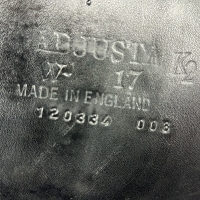 ADJUSTA K2
N 17
MADE IN ENGLAND
120334 003